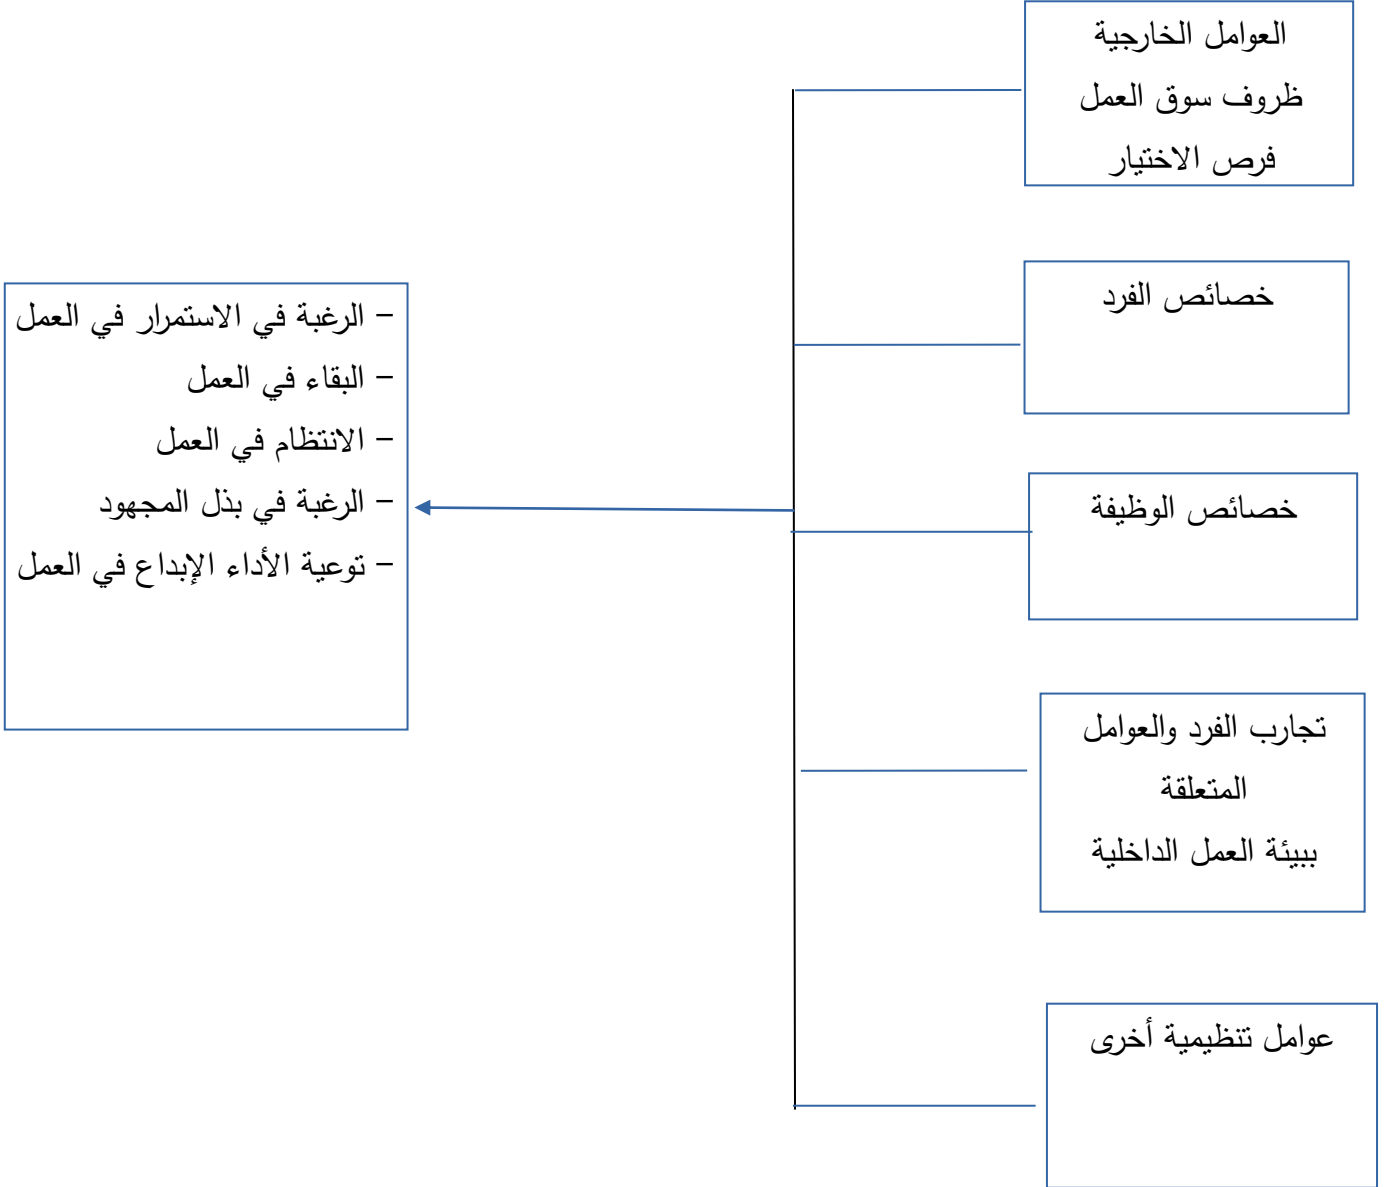 العوامل الخارجية
ظروف سوق العمل
فرص الاختيار
خصائص الفرد
خصائص الوظيفة
تجارب الفرد والعوامل
المتعلقة
ببيئة العمل الداخلية
عوامل تنظيمية أخرى
– الرغبة في الاستمرار في العمل
– البقاء في العمل
– الانتظام في العمل
– الرغبة في بذل المجهود
– توعية الأداء الإبداع في العمل